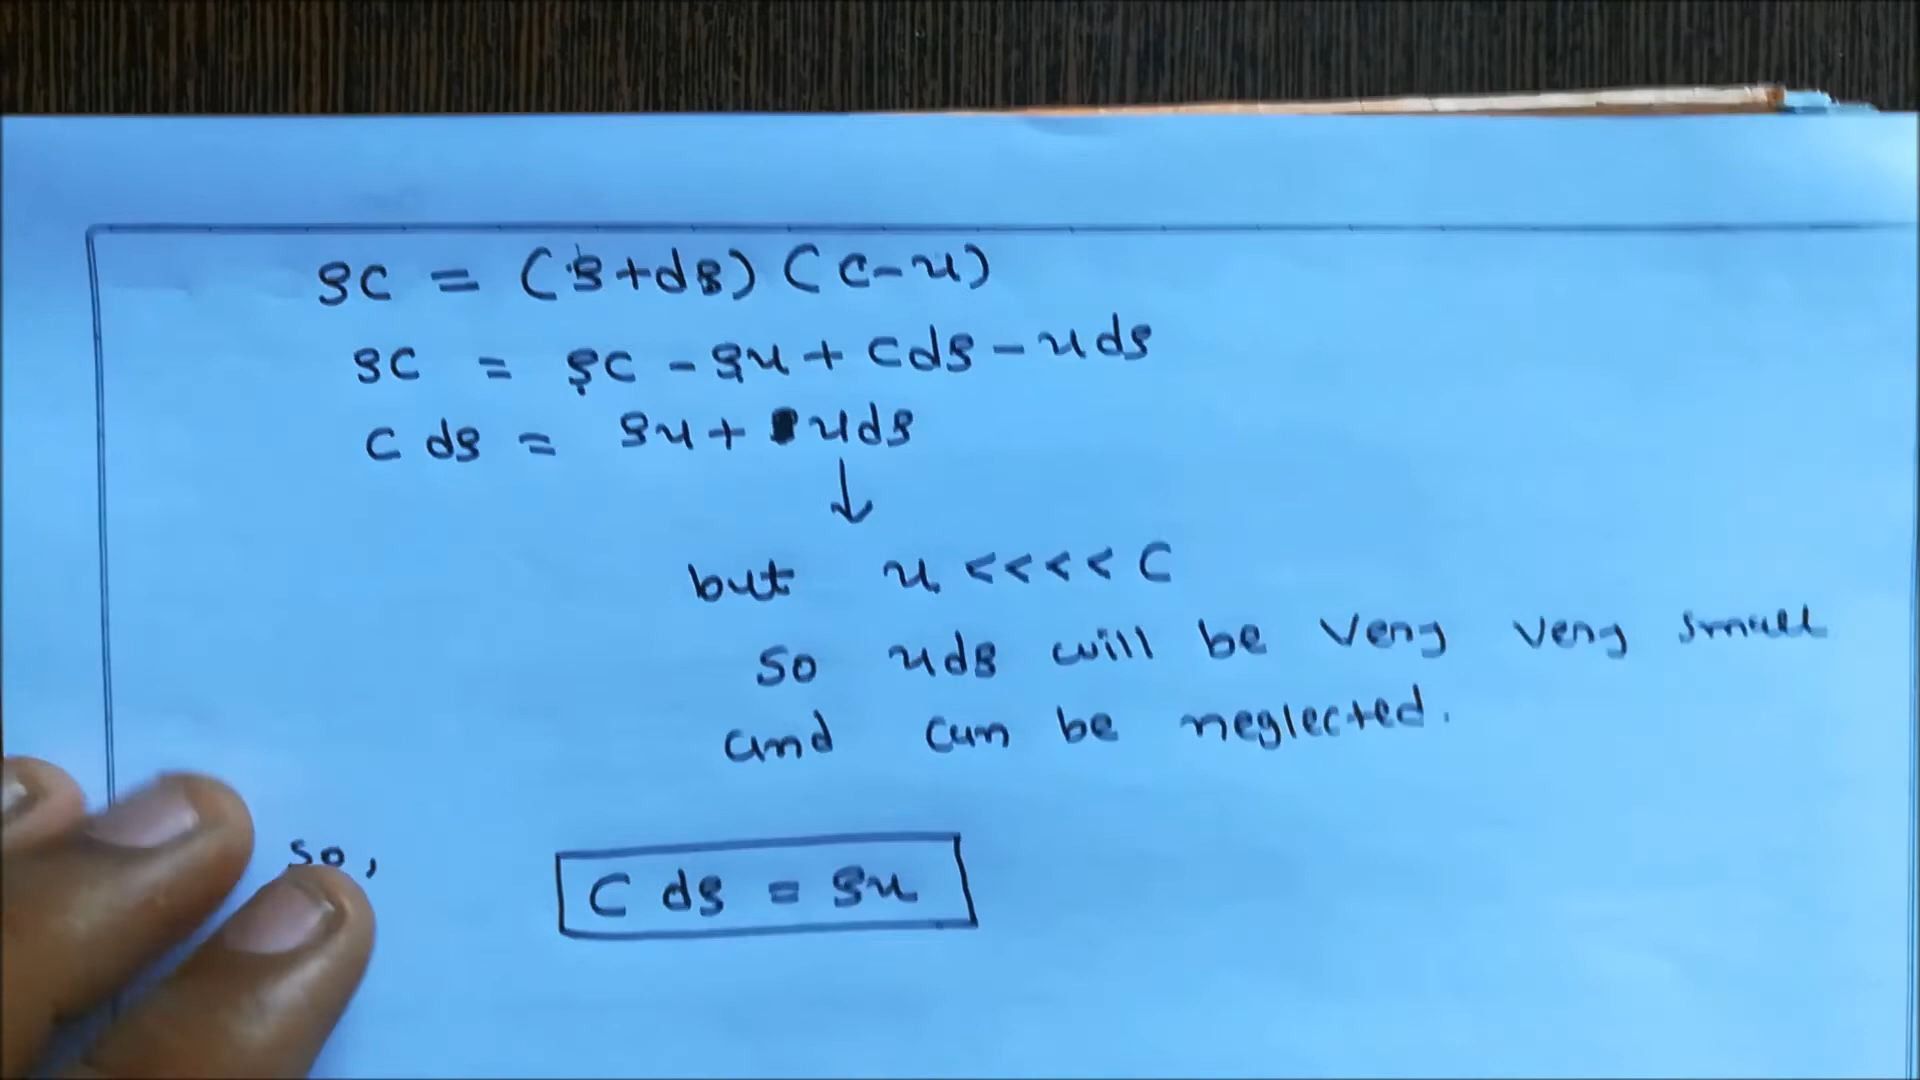 ρC = (ρ+dρ) (C-u)
ρC = ρC - ρu + Cdρ - udρ
C dρ = ρu + udρ
↓
but u <<<< C
so udρ will be very very small
and can be neglected.
so,
C dρ = ρu